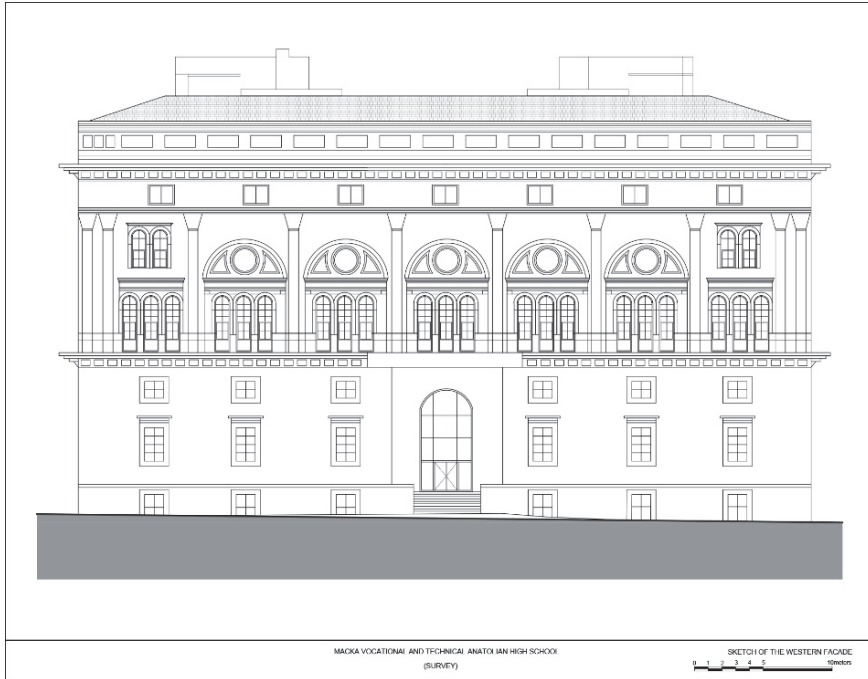 MACKA VOCATIONAL AND TECHNICAL ANATOLIAN HIGH SCHOOL
(SURVEY)
SKETCH OF THE WESTERN FACADE
0 1 2 3 4 5 10meters